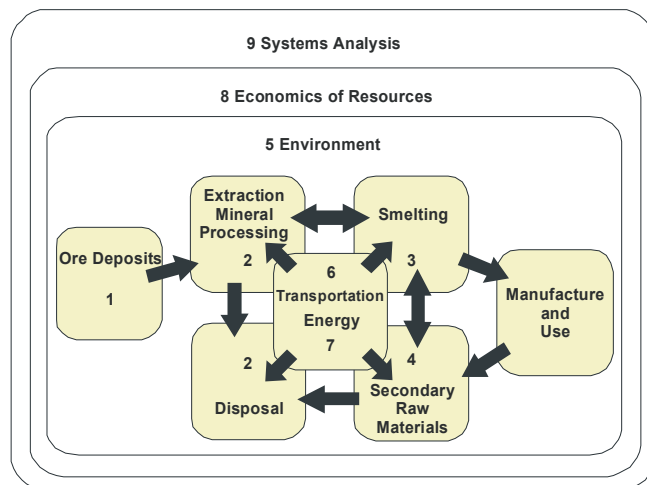 9 Systems Analysis
8 Economics of Resources
5 Environment
Extraction
Mineral
Processing
2
Smelting
3
Ore Deposits
1
6
Transportation
Energy
7
Manufacture
and
Use
2
Disposal
4
Secondary
Raw
Materials